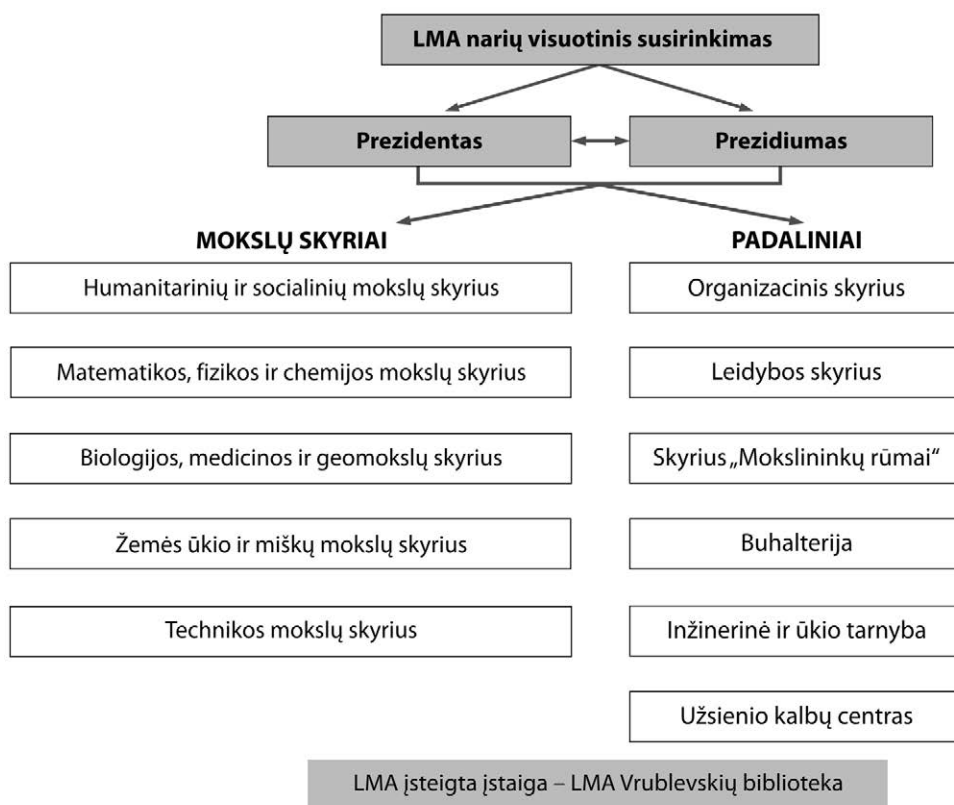 LMA narių visuotinis susirinkimas
Prezidentas
Prezidiumas
MOKSLŲ SKYRIAI
Humanitarinių ir socialinių mokslų skyrius
Matematikos, fizikos ir chemijos mokslų skyrius
Biologijos, medicinos ir geomokslų skyrius
Žemės ūkio ir miškų mokslų skyrius
Technikos mokslų skyrius
PADALINIAI
Organizacinis skyrius
Leidybos skyrius
Skyrius „Mokslininkų rūmai“
Buhalterija
Inžinerinė ir ūkio tarnyba
Užsienio kalbų centras
LMA įsteigta įstaiga – LMA Vrublevskių biblioteka